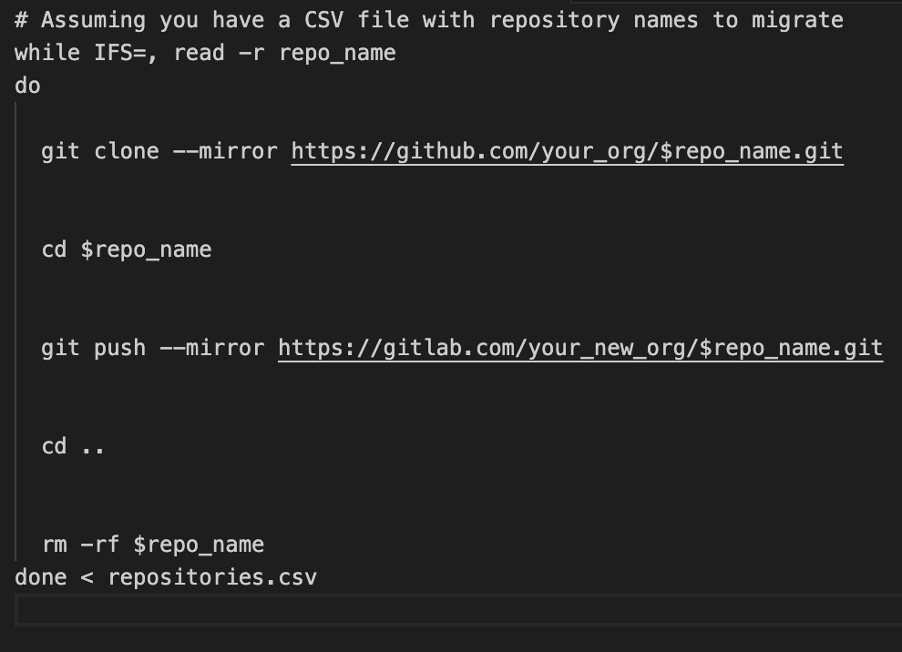 # Assuming you have a CSV file with repository names to migrate
while IFS=, read -r repo_name
do
git clone --mirror https://github.com/your_org/$repo_name.git
cd $repo_name
git push --mirror https://gitlab.com/your_new_org/$repo_name.git
cd ..
rm -rf $repo_name
done < repositories.csv